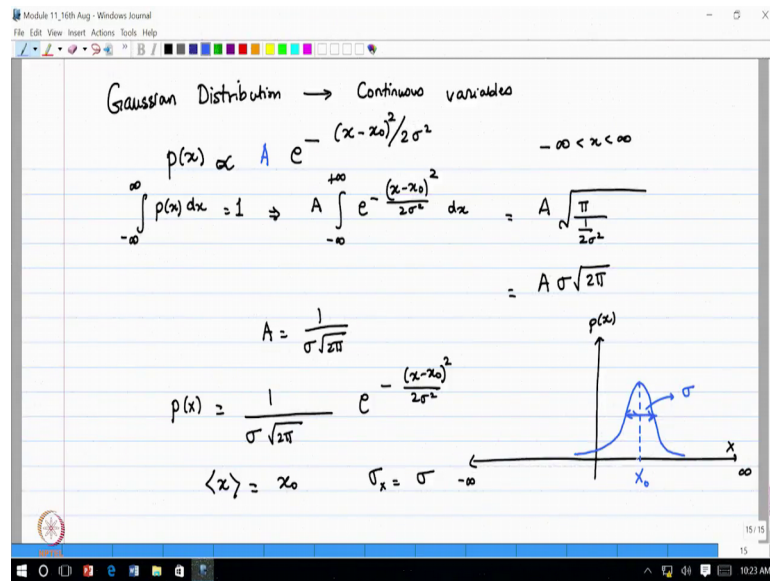 Module 11_16th Aug - Windows Journal
File Edit View Insert Actions Tools Help
B I
Gaussian Distribution → Continuous variables
p(x) ∝ A e^{-(x-x₀)²/2σ²} -∞ < x < ∞
∫_{-∞}^{∞} p(x) dx = 1 ⇒ A ∫_{-∞}^{+∞} e^{-(x-x₀)²/2σ²} dx = A √(π/(1/2σ²))
= A σ√2π
A = 1/(σ√2π)
p(x)
p(x) = 1/(σ√2π) e^{-(x-x₀)²/2σ²}
σ
x
⟨x⟩ = x₀ σₓ = σ -∞ x₀ ∞
15/15
15
NPTEL
10:23 AM